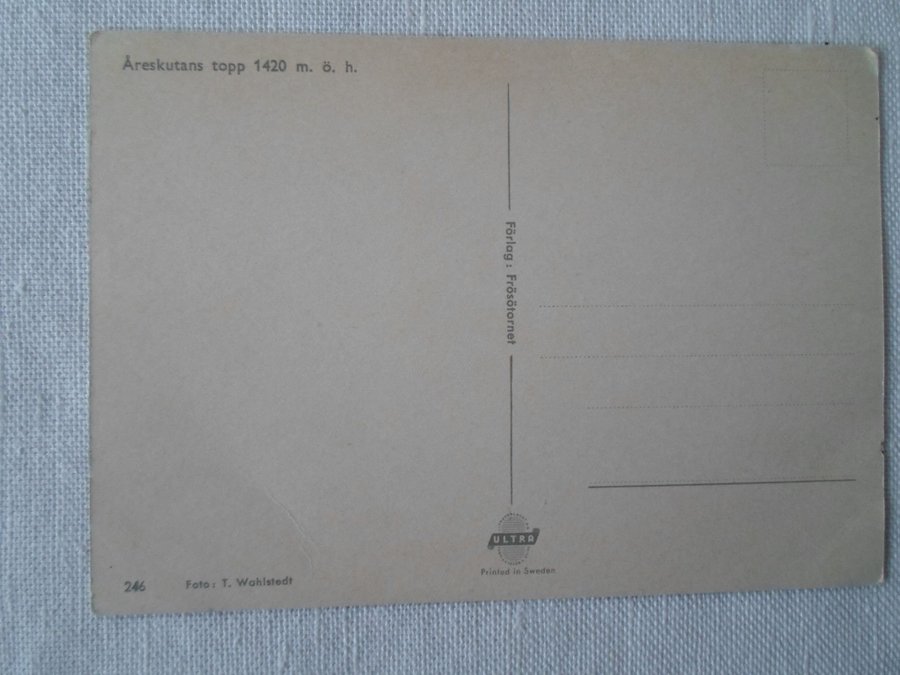 Åreskutans topp 1420 m. ö. h.
Förlag: Frösötornet
ULTRA
Printed in Sweden
246 Foto: T. Wahlstedt